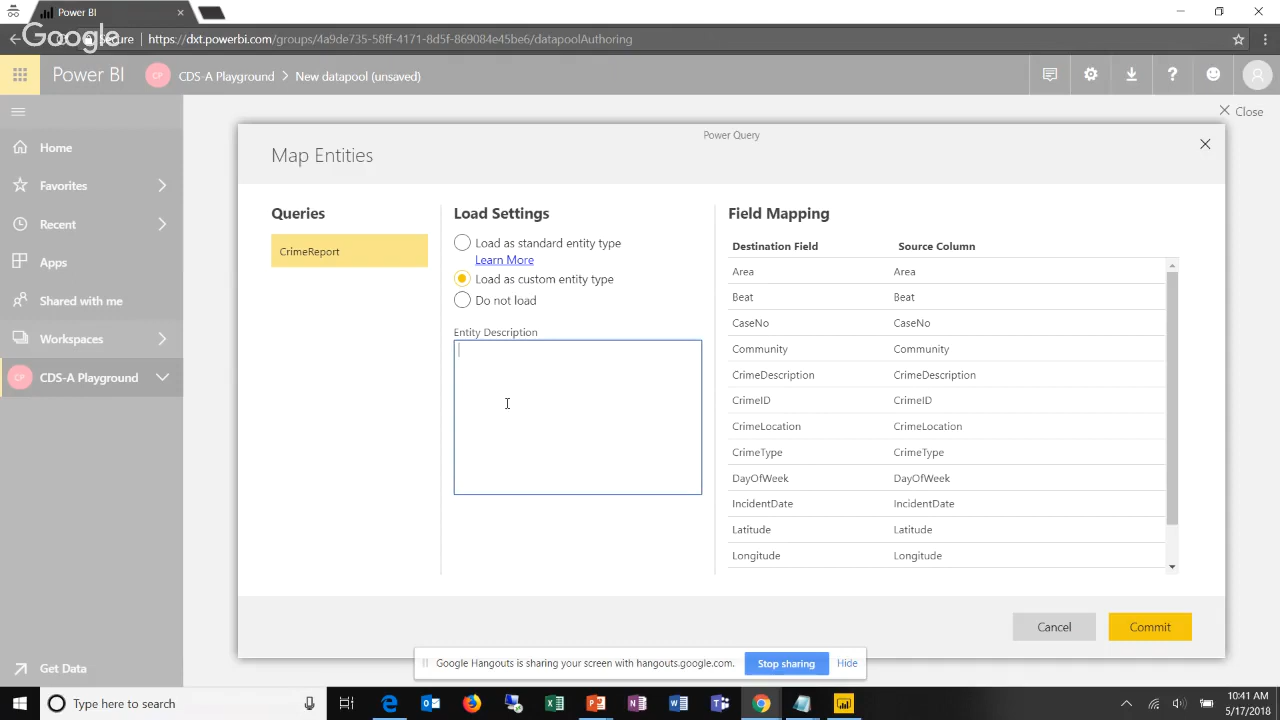 Power BI
Google
Secure
https://dxt.powerbi.com/groups/4a9de735-58ff-4171-8d5f-869084e45be6/datapoolAuthoring
Power BI
CP
CDS-A Playground
New datapool (unsaved)
Close
Home
Favorites
Recent
Apps
Shared with me
Workspaces
CP
CDS-A Playground
Get Data
Power Query
Map Entities
Queries
CrimeReport
Load Settings
Load as standard entity type
Learn More
Load as custom entity type
Do not load
Entity Description
Field Mapping
Destination Field Source Column
Area Area
Beat Beat
CaseNo CaseNo
Community Community
CrimeDescription CrimeDescription
CrimeID CrimeID
CrimeLocation CrimeLocation
CrimeType CrimeType
DayOfWeek DayOfWeek
IncidentDate IncidentDate
Latitude Latitude
Longitude Longitude
Cancel Commit
Google Hangouts is sharing your screen with hangouts.google.com. Stop sharing Hide
Type here to search
10:41 AM
5/17/2018